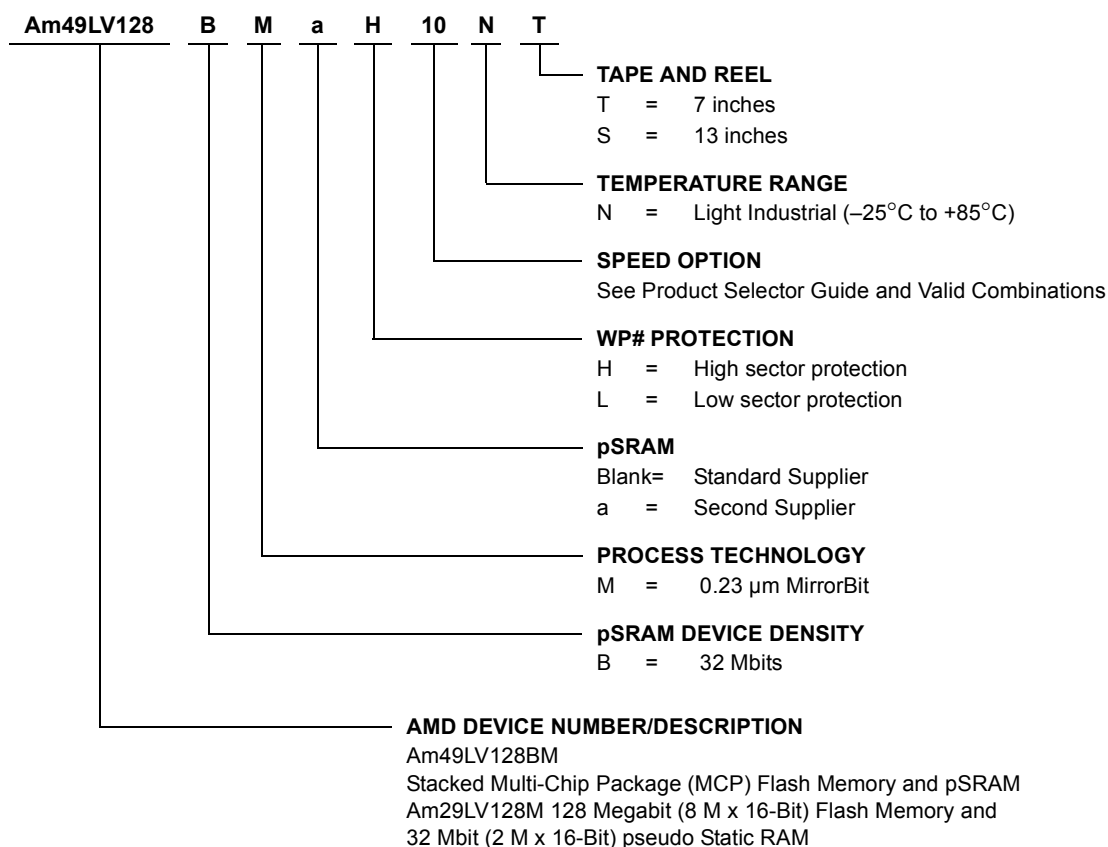 Am49LV128 B M a H 10 N T
TAPE AND REEL
T = 7 inches
S = 13 inches
TEMPERATURE RANGE
N = Light Industrial (–25°C to +85°C)
SPEED OPTION
See Product Selector Guide and Valid Combinations
WP# PROTECTION
H = High sector protection
L = Low sector protection
pSRAM
Blank= Standard Supplier
a = Second Supplier
PROCESS TECHNOLOGY
M = 0.23 µm MirrorBit
pSRAM DEVICE DENSITY
B = 32 Mbits
AMD DEVICE NUMBER/DESCRIPTION
Am49LV128BM
Stacked Multi-Chip Package (MCP) Flash Memory and pSRAM
Am29LV128M 128 Megabit (8 M x 16-Bit) Flash Memory and
32 Mbit (2 M x 16-Bit) pseudo Static RAM